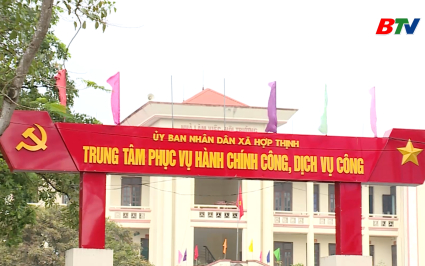 BTV
ỦY BAN NHÂN DÂN XÃ HỢP THỊNH
TRUNG TÂM PHỤC VỤ HÀNH CHÍNH CÔNG, DỊCH VỤ CÔNG